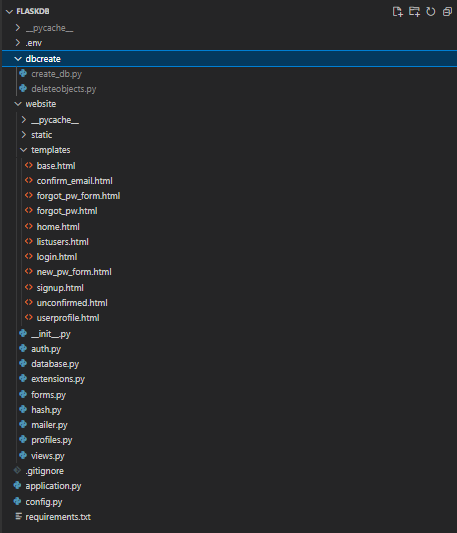 FLASKDB
__pycache__
.env
dbcreate
create_db.py
deleteobjects.py
website
__pycache__
static
templates
base.html
confirm_email.html
forgot_pw_form.html
forgot_pw.html
home.html
listusers.html
login.html
new_pw_form.html
signup.html
unconfirmed.html
userprofile.html
__init__.py
auth.py
database.py
extensions.py
forms.py
hash.py
mailer.py
profiles.py
views.py
.gitignore
application.py
config.py
requirements.txt